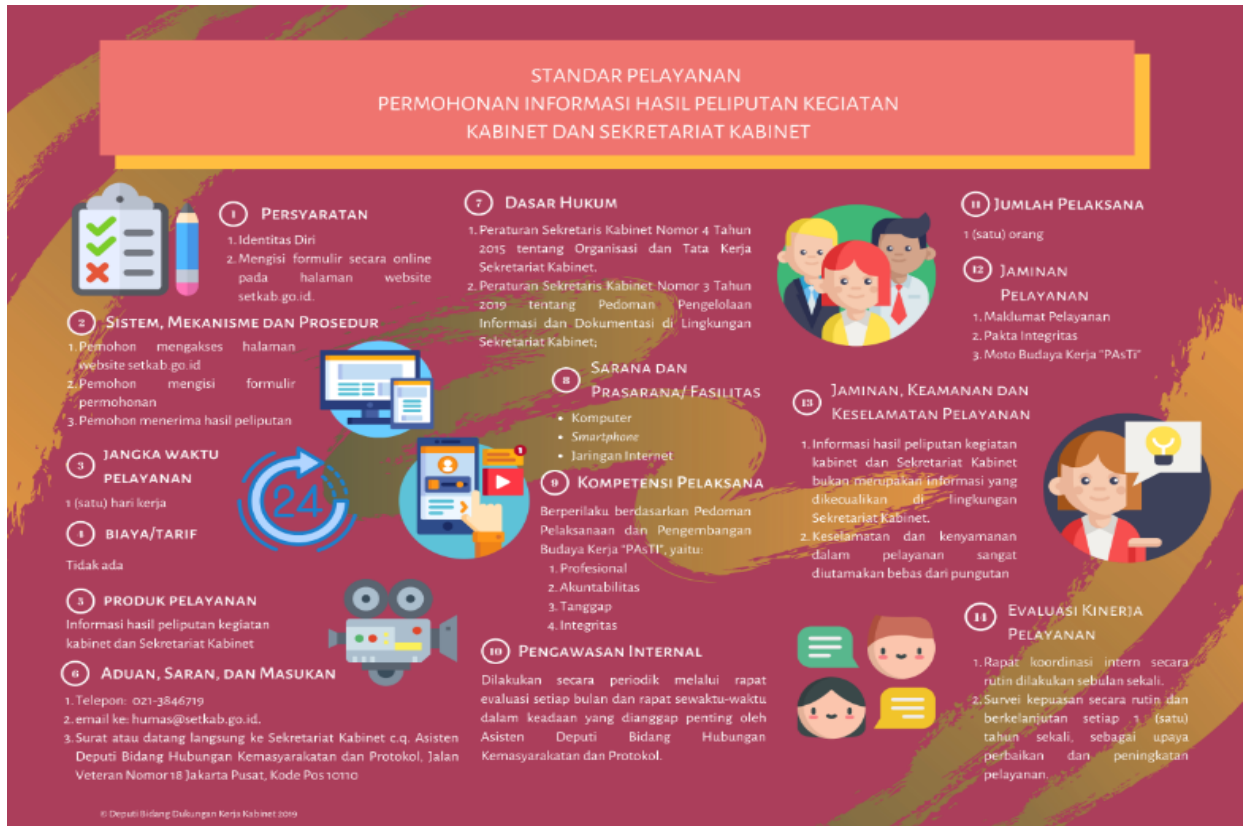 STANDAR PELAYANAN
PERMOHONAN INFORMASI HASIL PELIPUTAN KEGIATAN
KABINET DAN SEKRETARIAT KABINET
1 PERSYARATAN
1. Identitas Diri
2. Mengisi formulir secara online
pada halaman website
setkab.go.id.
2 SISTEM, MEKANISME DAN PROSEDUR
1. Pemohon mengakses halaman
website setkab.go.id
2. Pemohon mengisi formulir
permohonan
3. Pemohon menerima hasil peliputan
3 JANGKA WAKTU
PELAYANAN
1 (satu) hari kerja
24
4 BIAYA/TARIF
Tidak ada
5 PRODUK PELAYANAN
Informasi hasil peliputan kegiatan
kabinet dan Sekretariat Kabinet
6 ADUAN, SARAN, DAN MASUKAN
1. Telepon: 021-3846719
2. email ke: humas@setkab.go.id.
3. Surat atau datang langsung ke Sekretariat Kabinet c.q. Asisten
Deputi Bidang Hubungan Kemasyarakatan dan Protokol, Jalan
Veteran Nomor 18 Jakarta Pusat, Kode Pos 10110
7 DASAR HUKUM
1. Peraturan Sekretaris Kabinet Nomor 4 Tahun
2015 tentang Organisasi dan Tata Kerja
Sekretariat Kabinet.
2. Peraturan Sekretaris Kabinet Nomor 3 Tahun
2019 tentang Pedoman Pengelolaan
Informasi dan Dokumentasi di Lingkungan
Sekretariat Kabinet;
8 SARANA DAN
PRASARANA/ FASILITAS
• Komputer
• Smartphone
• Jaringan Internet
1
9 KOMPETENSI PELAKSANA
Berperilaku berdasarkan Pedoman
Pelaksanaan dan Pengembangan
Budaya Kerja "PAsTI", yaitu:
1. Profesional
2. Akuntabilitas
3. Tanggap
4. Integritas
10 PENGAWASAN INTERNAL
Dilakukan secara periodik melalui rapat
evaluasi setiap bulan dan rapat sewaktu-waktu
dalam keadaan yang dianggap penting oleh
Asisten Deputi Bidang Hubungan
Kemasyarakatan dan Protokol.
11 JUMLAH PELAKSANA
1 (satu) orang
12 JAMINAN
PELAYANAN
1. Maklumat Pelayanan
2. Pakta Integritas
3. Moto Budaya Kerja "PAsTi"
13 JAMINAN, KEAMANAN DAN
KESELAMATAN PELAYANAN
1. Informasi hasil peliputan kegiatan
kabinet dan Sekretariat Kabinet
bukan merupakan informasi yang
dikecualikan di lingkungan
Sekretariat Kabinet.
2. Keselamatan dan kenyamanan
dalam pelayanan sangat
diutamakan bebas dari pungutan
14 EVALUASI KINERJA
PELAYANAN
1. Rapat koordinasi intern secara
rutin dilakukan sebulan sekali.
2. Survei kepuasan secara rutin dan
berkelanjutan setiap 1 (satu)
tahun sekali, sebagai upaya
perbaikan dan peningkatan
pelayanan.
© Deputi Bidang Dukungan Kerja Kabinet 2019